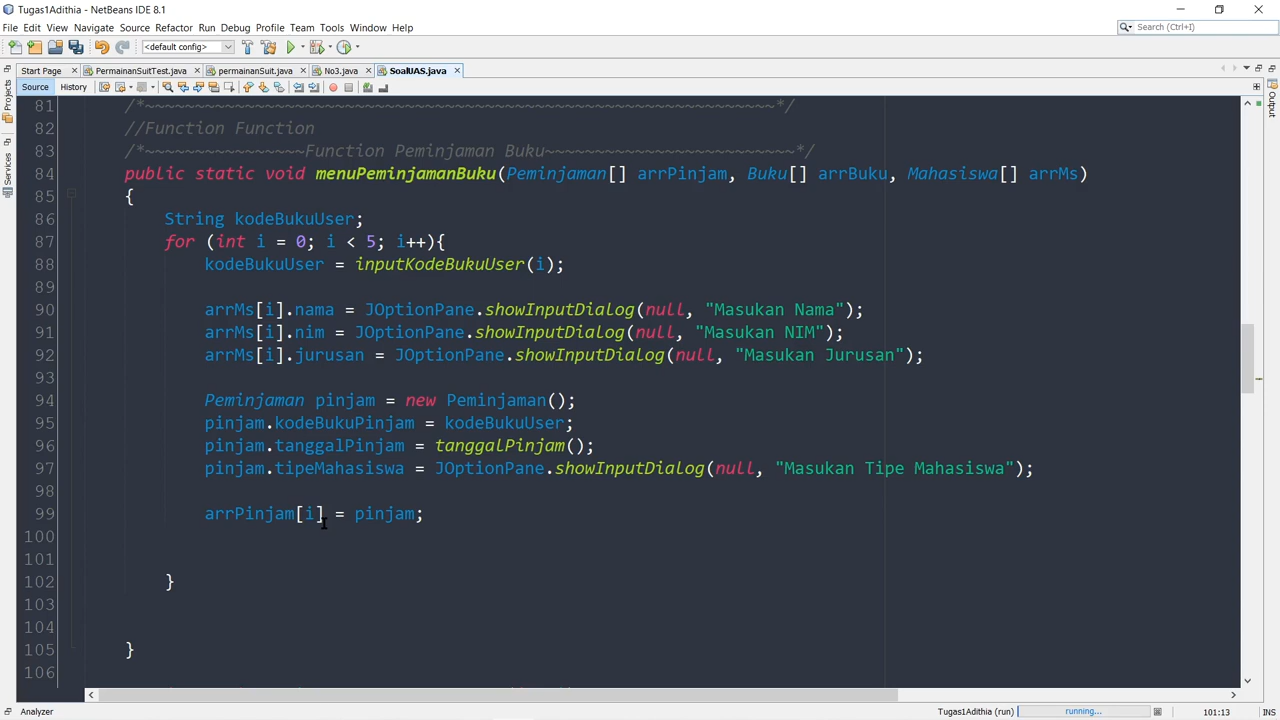 Tugas1Adithia - NetBeans IDE 8.1
File Edit View Navigate Source Refactor Run Debug Profile Team Tools Window Help
Search (Ctrl+I)
<default config>
Start Page PermainanSuitTest.java permainanSuit.java No3.java SoalUAS.java
Source History
Projects
Services
Output
81 /*~~~~~~~~~~~~~~~~~~~~~~~~~~~~~~~~~~~~~~~~~~~~~~~~~~~~~~~~~~~~~~~*/
82 //Function Function
83 /*~~~~~~~~~~~~~~~~Function Peminjaman Buku~~~~~~~~~~~~~~~~~~~~~~~~~*/
84 public static void menuPeminjamanBuku(Peminjaman[] arrPinjam, Buku[] arrBuku, Mahasiswa[] arrMs)
85 {
86 String kodeBukuUser;
87 for (int i = 0; i < 5; i++){
88 kodeBukuUser = inputKodeBukuUser(i);
89
90 arrMs[i].nama = JOptionPane.showInputDialog(null, "Masukan Nama");
91 arrMs[i].nim = JOptionPane.showInputDialog(null, "Masukan NIM");
92 arrMs[i].jurusan = JOptionPane.showInputDialog(null, "Masukan Jurusan");
93
94 Peminjaman pinjam = new Peminjaman();
95 pinjam.kodeBukuPinjam = kodeBukuUser;
96 pinjam.tanggalPinjam = tanggalPinjam();
97 pinjam.tipeMahasiswa = JOptionPane.showInputDialog(null, "Masukan Tipe Mahasiswa");
98
99 arrPinjam[i] = pinjam;
100
101
102 }
103
104
105 }
106
Analyzer
Tugas1Adithia (run) running... 101:13 INS